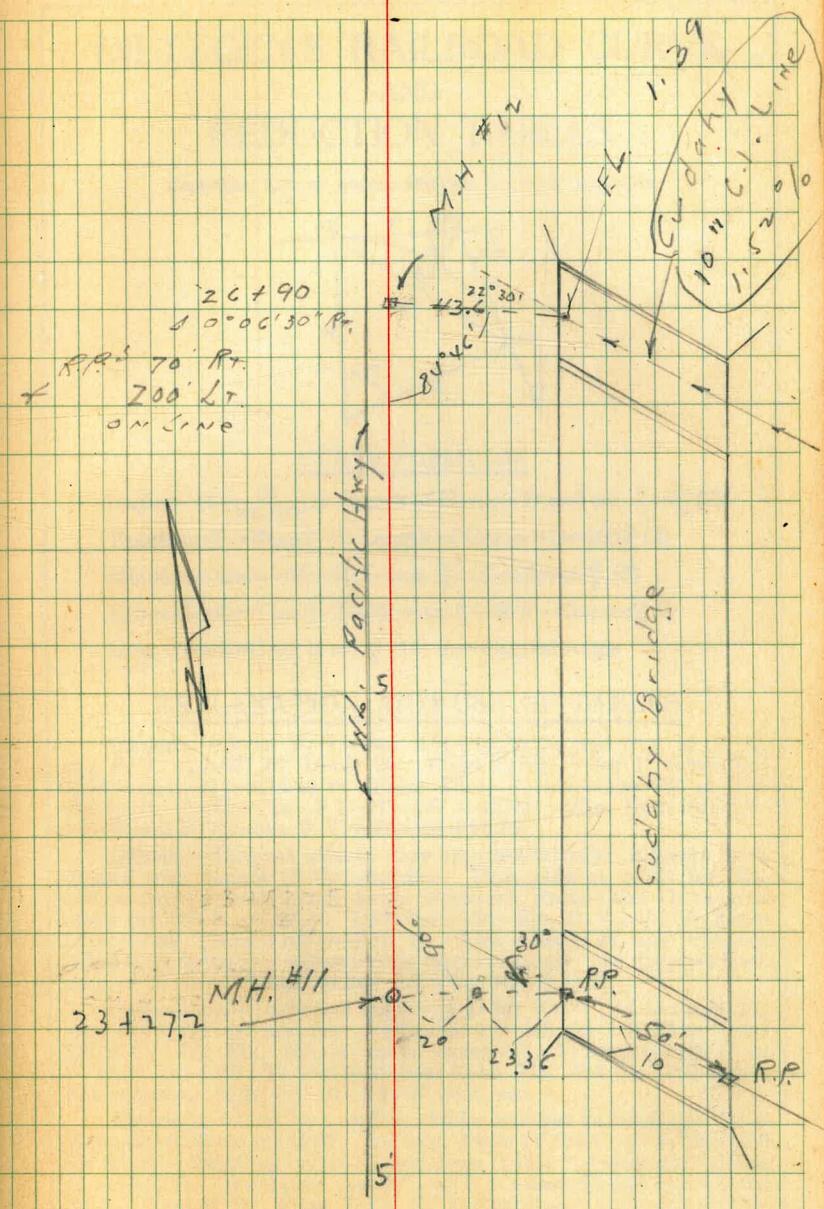 1.39
Cudahy
10" C.I. Line
1.52%
M.H. #12
F.L.
26+90
Δ 0°06'30" Rt.
R.P.s 70' Rt.
+ 200' Lt.
on Line
43.6
22°30'
84°46'
W.L. Pacific Hwy
N
5
Cudahy Bridge
90°
30°
M.H. #11
23+27.2
R.P.
20
23.36
50'
10
R.P.
5